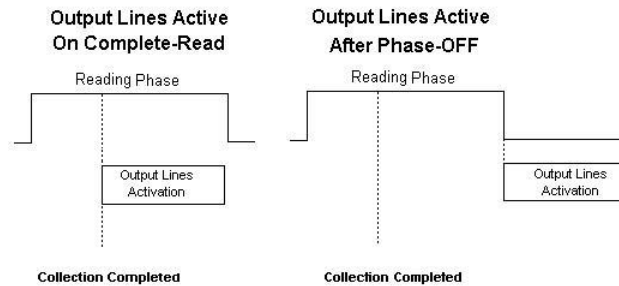 Output Lines Active
On Complete-Read
Reading Phase
Output Lines
Activation
Collection Completed
Output Lines Active
After Phase-OFF
Reading Phase
Output Lines
Activation
Collection Completed